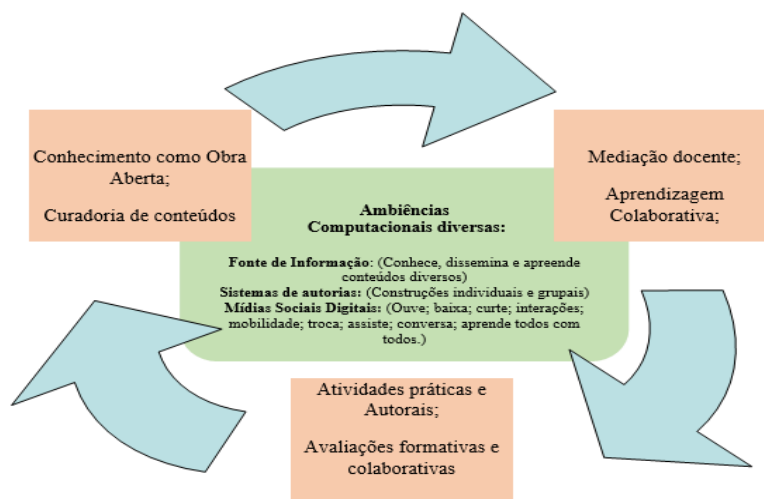 Conhecimento como Obra
Aberta;
Curadoria de conteúdos
Mediação docente;
Aprendizagem
Colaborativa;
Ambiências
Computacionais diversas:
Fonte de Informação: (Conhece, dissemina e apreende
conteúdos diversos)
Sistemas de autorias: (Construções individuais e grupais)
Mídias Sociais Digitais: (Ouve; baixa; curte; interações;
mobilidade; troca; assiste; conversa; aprende todos com
todos.)
Atividades práticas e
Autorais;
Avaliações formativas e
colaborativas